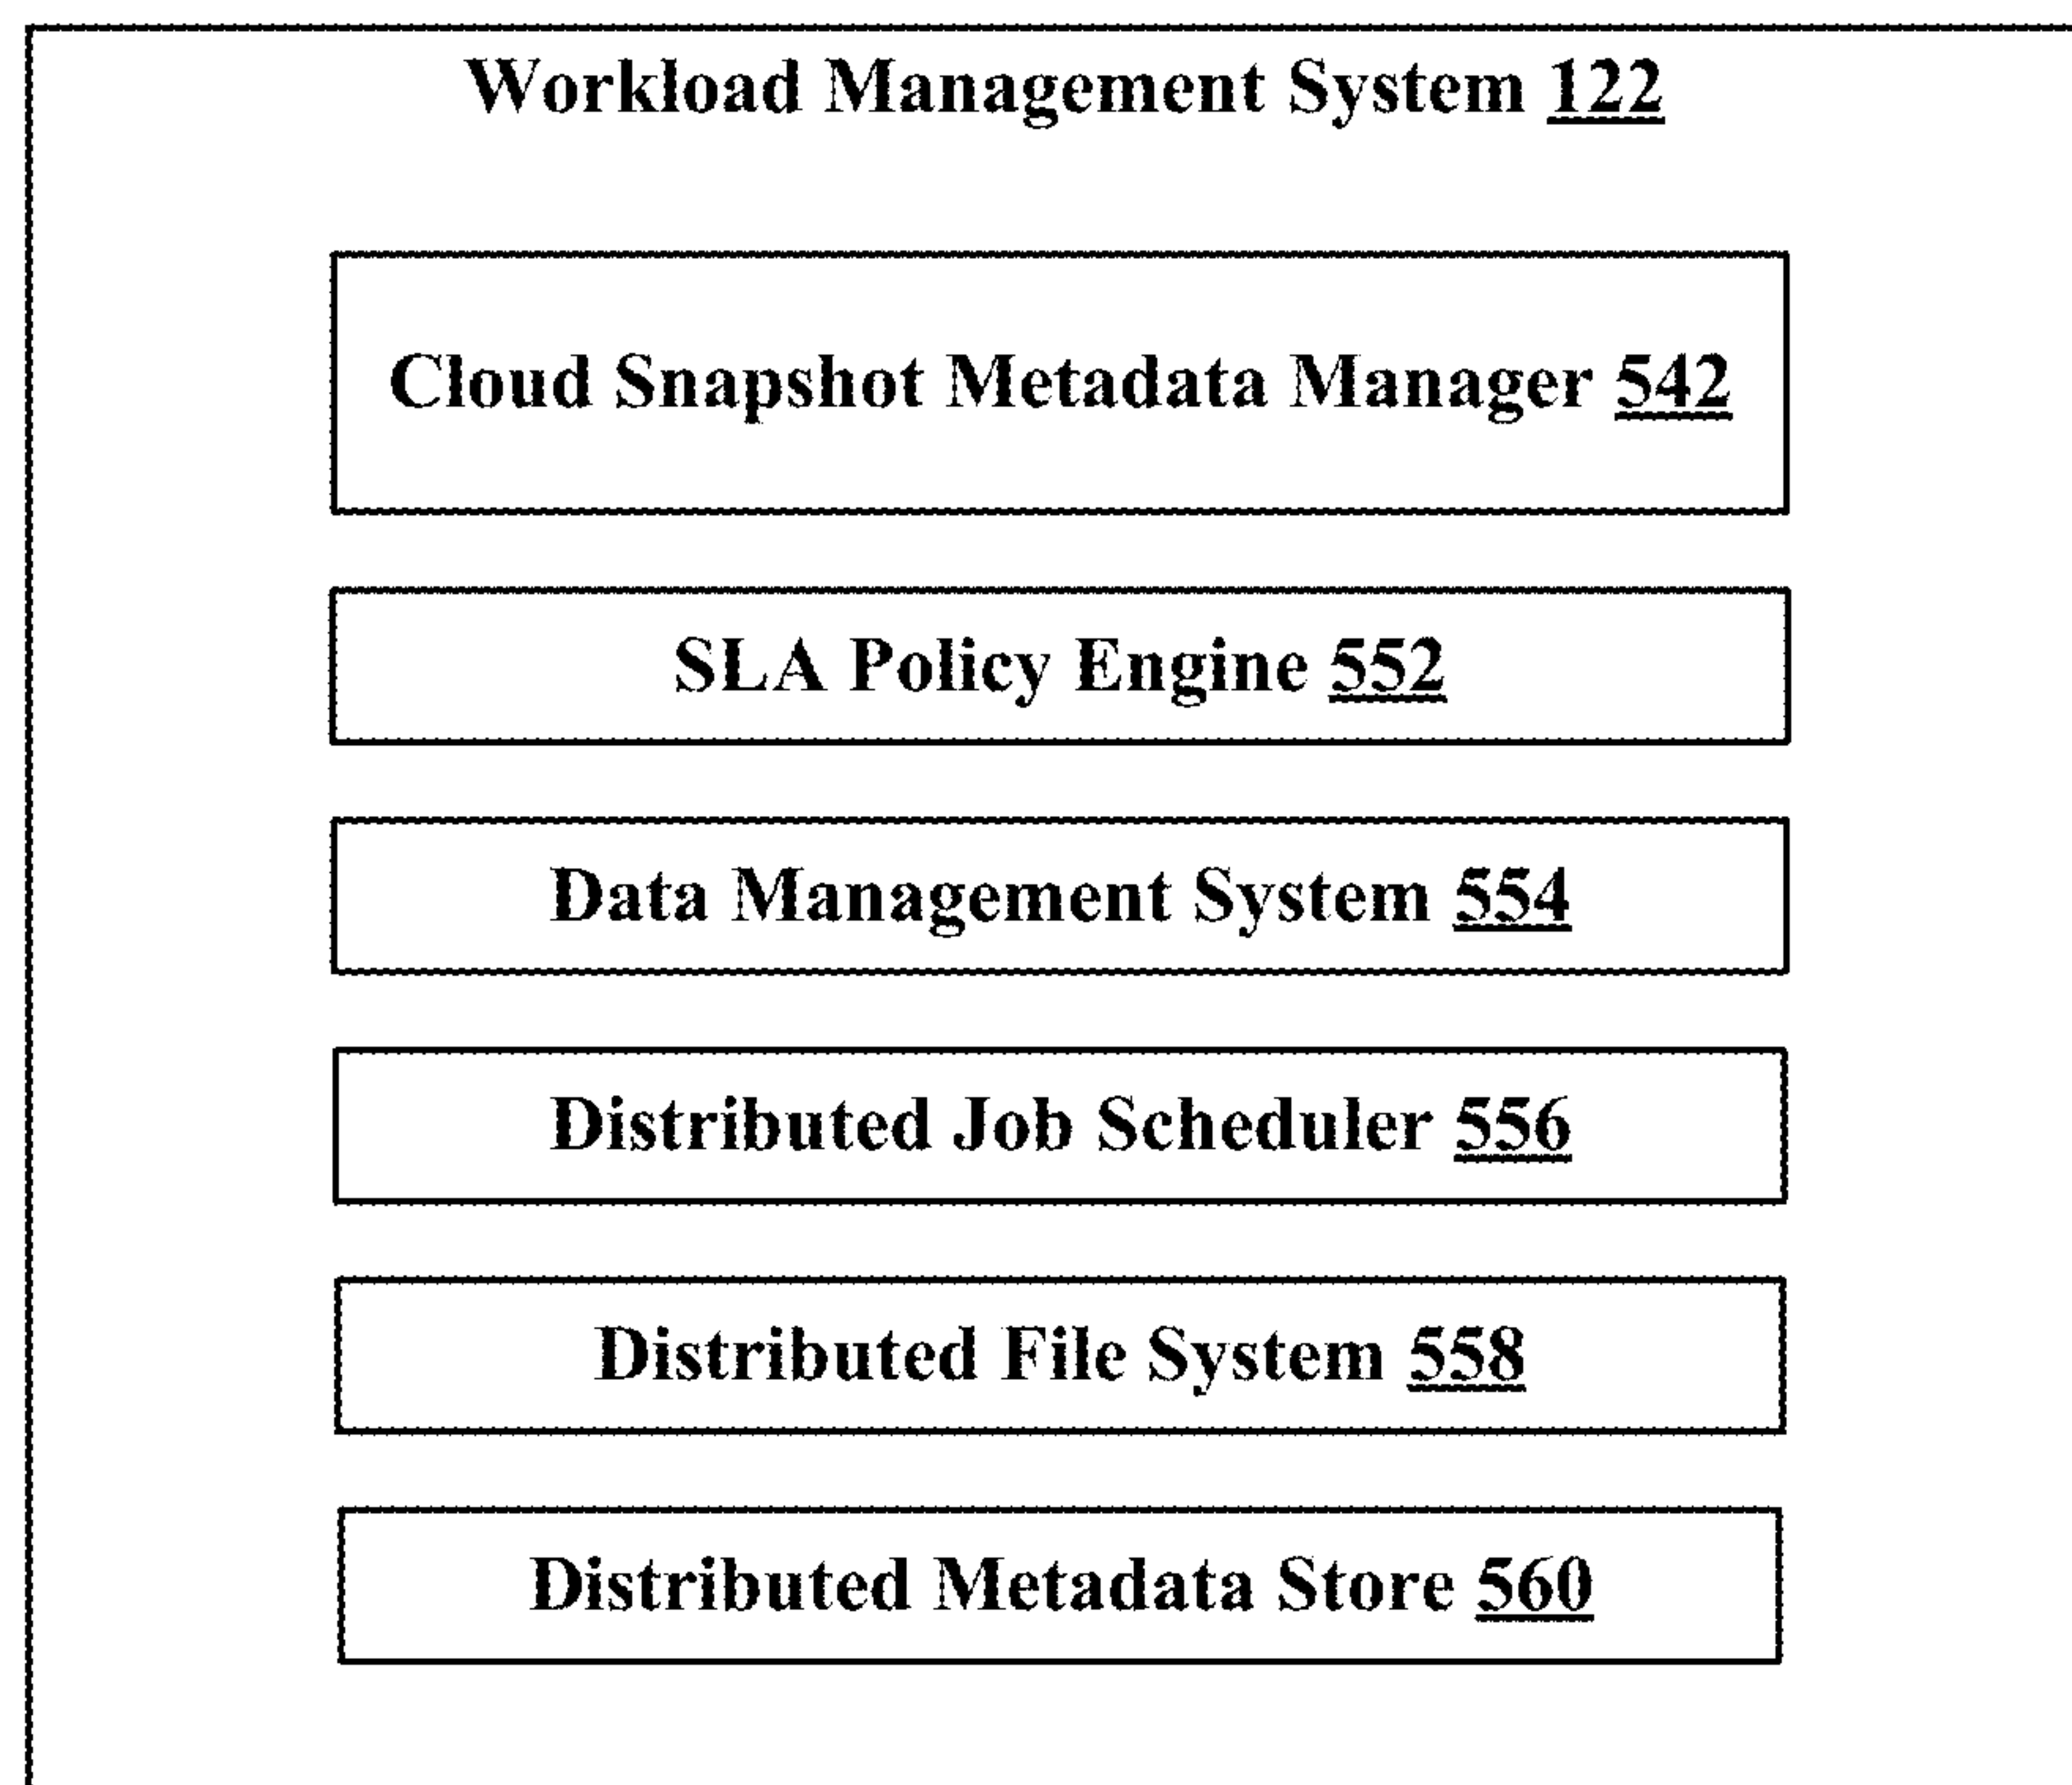 Workload Management System 122
Cloud Snapshot Metadata Manager 542
SLA Policy Engine 552
Data Management System 554
Distributed Job Scheduler 556
Distributed File System 558
Distributed Metadata Store 560